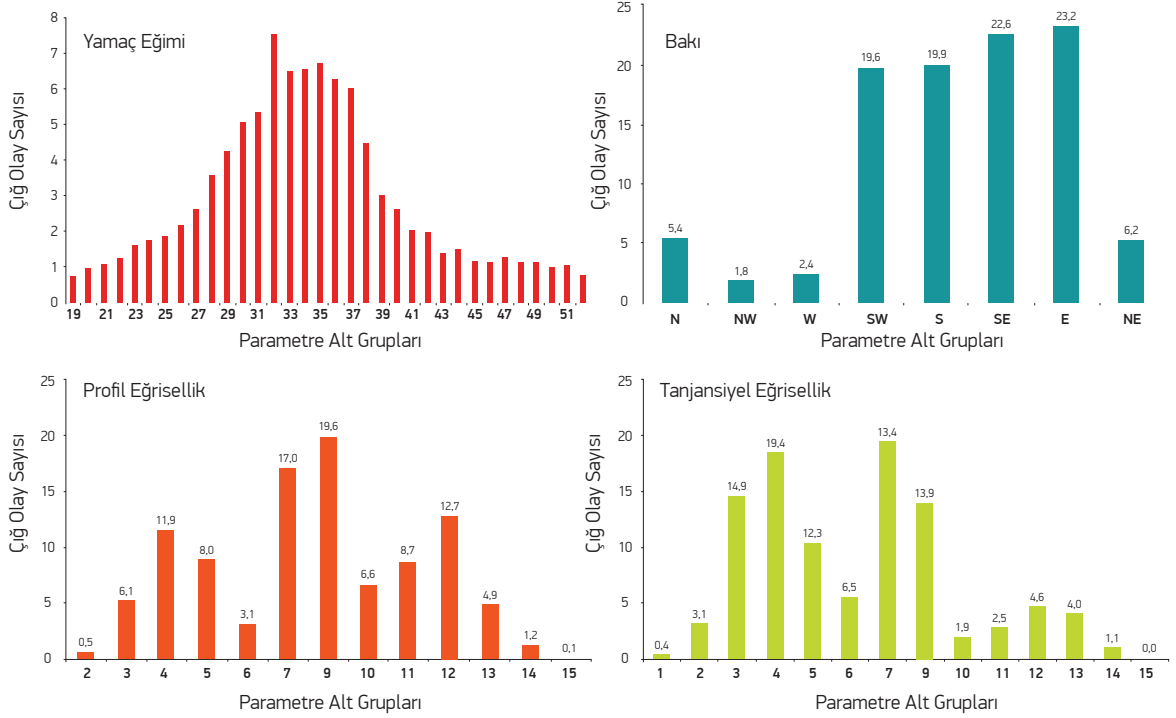 Yamaç Eğimi
Çığ Olay Sayısı
8
7
6
5
4
3
2
1
0
19 21 23 25 27 29 31 33 35 37 39 41 43 45 47 49 51
Parametre Alt Grupları
Bakı
Çığ Olay Sayısı
25
20
15
10
5
0
5,4 1,8 2,4 19,6 19,9 22,6 23,2 6,2
N NW W SW S SE E NE
Parametre Alt Grupları
Profil Eğrisellik
Çığ Olay Sayısı
25
20
15
10
5
0
0,5 6,1 11,9 8,0 3,1 17,0 19,6 6,6 8,7 12,7 4,9 1,2 0,1
2 3 4 5 6 7 9 10 11 12 13 14 15
Parametre Alt Grupları
Tanjansiyel Eğrisellik
Çığ Olay Sayısı
25
20
15
10
5
0
0,4 3,1 14,9 19,4 12,3 6,5 13,4 13,9 1,9 2,5 4,6 4,0 1,1 0,0
1 2 3 4 5 6 7 9 10 11 12 13 14 15
Parametre Alt Grupları